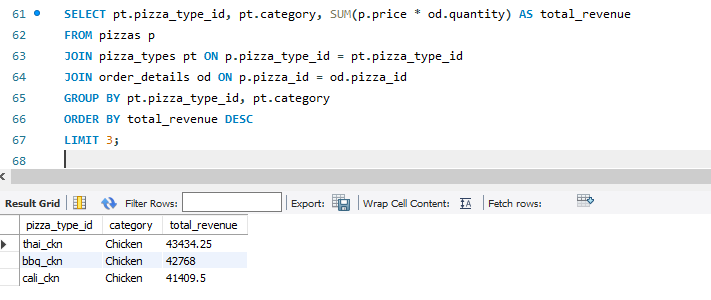 61 SELECT pt.pizza_type_id, pt.category, SUM(p.price * od.quantity) AS total_revenue
62 FROM pizzas p
63 JOIN pizza_types pt ON p.pizza_type_id = pt.pizza_type_id
64 JOIN order_details od ON p.pizza_id = od.pizza_id
65 GROUP BY pt.pizza_type_id, pt.category
66 ORDER BY total_revenue DESC
67 LIMIT 3;
68
Result Grid Filter Rows: Export: Wrap Cell Content: Fetch rows:
pizza_type_id category total_revenue
thai_ckn Chicken 43434.25
bbq_ckn Chicken 42768
cali_ckn Chicken 41409.5